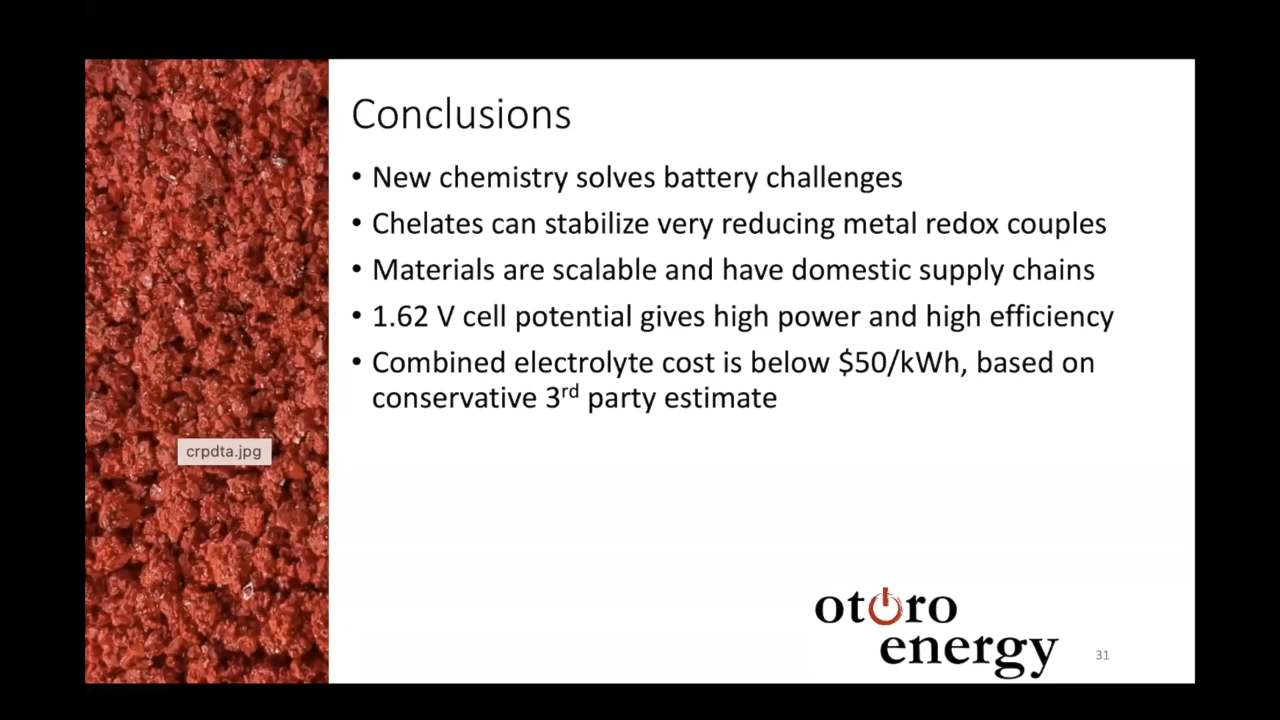 Conclusions
• New chemistry solves battery challenges
• Chelates can stabilize very reducing metal redox couples
• Materials are scalable and have domestic supply chains
• 1.62 V cell potential gives high power and high efficiency
• Combined electrolyte cost is below $50/kWh, based on
conservative 3rd party estimate
crpdta.jpg
otoro
energy
31